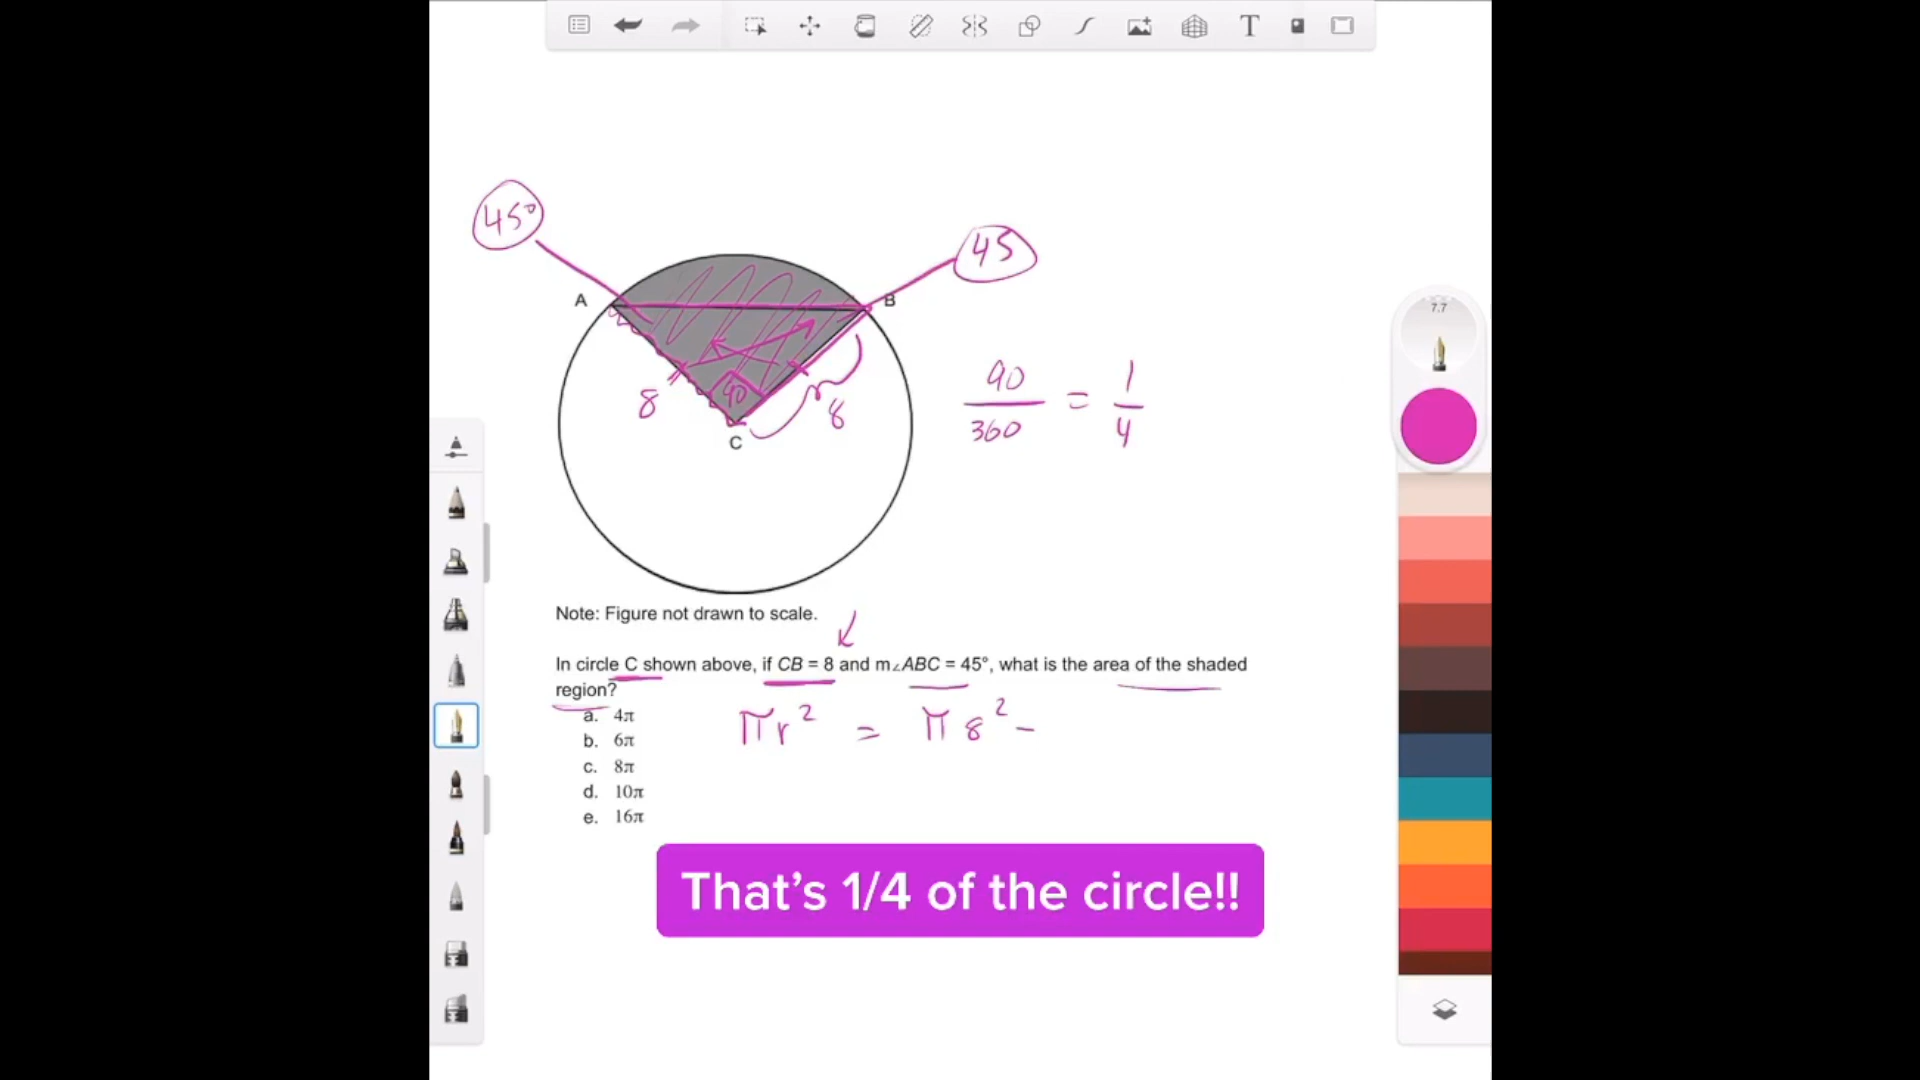 7.7
45°
45
A
B
90
8
8
C
90/360 = 1/4
Note: Figure not drawn to scale.
In circle C shown above, if CB = 8 and m∠ABC = 45°, what is the area of the shaded
region?
a. 4π
b. 6π
c. 8π
d. 10π
e. 16π
πr² = π8² -
That's 1/4 of the circle!!
T